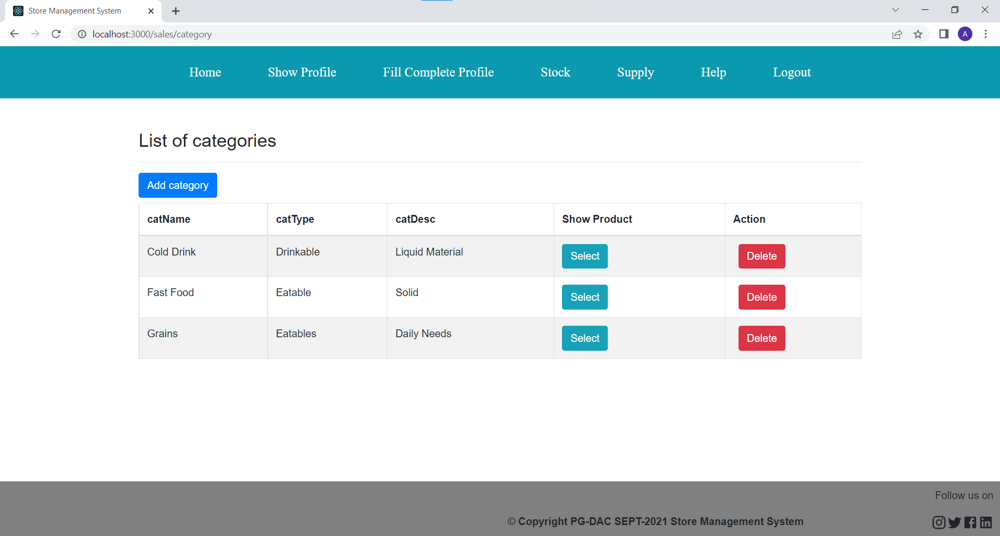 Store Management System
localhost:3000/sales/category
A
Home Show Profile Fill Complete Profile Stock Supply Help Logout
List of categories
Add category
catName catType catDesc Show Product Action
Cold Drink Drinkable Liquid Material Select Delete
Fast Food Eatable Solid Select Delete
Grains Eatables Daily Needs Select Delete
Follow us on
© Copyright PG-DAC SEPT-2021 Store Management System